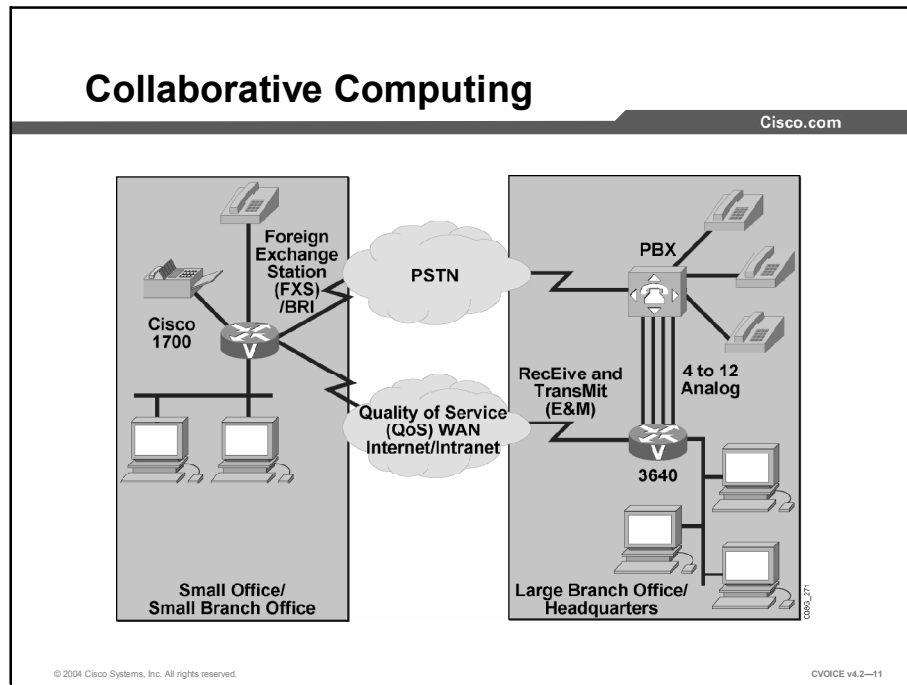 Collaborative Computing
Cisco.com
Foreign
Exchange
Station
(FXS)
/BRI
Cisco
1700
V
Small Office/
Small Branch Office
PSTN
Quality of Service
(QoS) WAN
Internet/Intranet
PBX
RecEive and
TransMit
(E&M)
4 to 12
Analog
V
3640
Large Branch Office/
Headquarters
C08G_271
© 2004 Cisco Systems, Inc. All rights reserved.
CVOICE v4.2—11